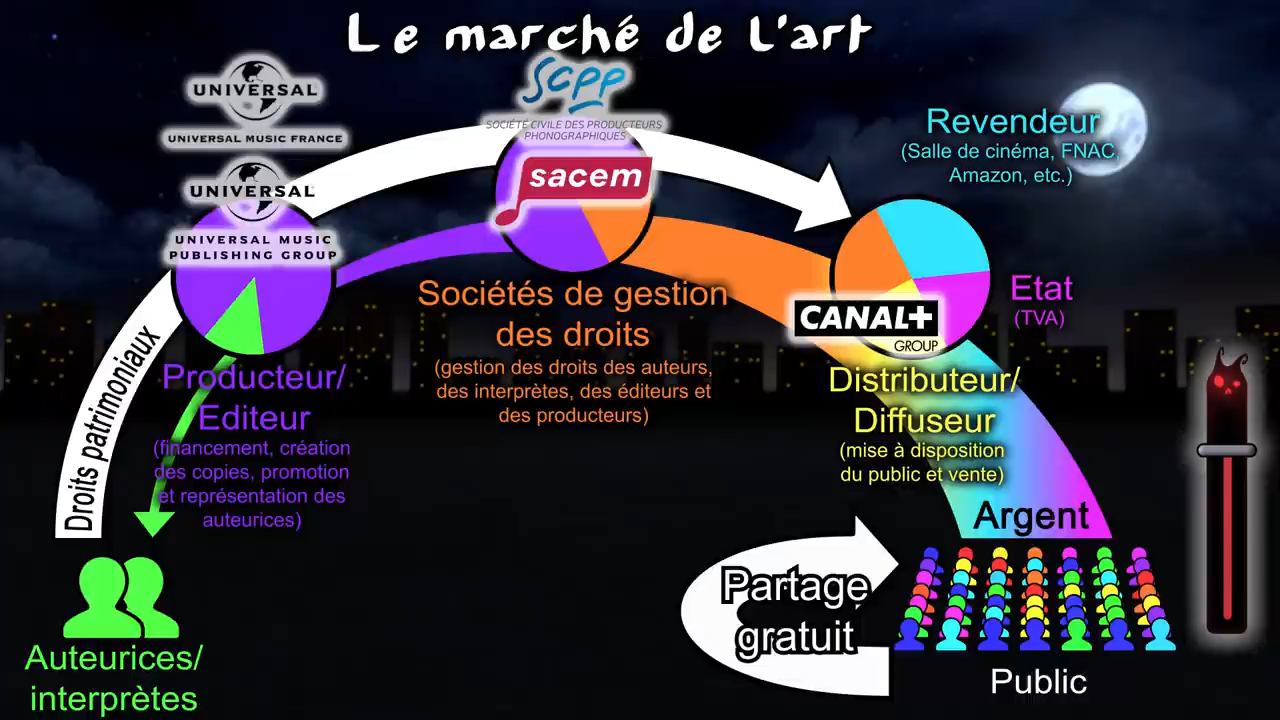 Le marché de l'art
UNIVERSAL
UNIVERSAL MUSIC FRANCE
UNIVERSAL
UNIVERSAL MUSIC
PUBLISHING GROUP
SCPP
SOCIÉTÉ CIVILE DES PRODUCTEURS
PHONOGRAPHIQUES
sacem
Revendeur
(Salle de cinéma, FNAC,
Amazon, etc.)
Etat
(TVA)
CANAL+
GROUP
Sociétés de gestion
des droits
(gestion des droits des auteurs,
des interprètes, des éditeurs et
des producteurs)
Distributeur/
Diffuseur
(mise à disposition
du public et vente)
Droits patrimoniaux
Producteur/
Editeur
(financement, création
des copies, promotion
et représentation des
auteurices)
Argent
Partage
gratuit
Auteurices/
interprètes
Public